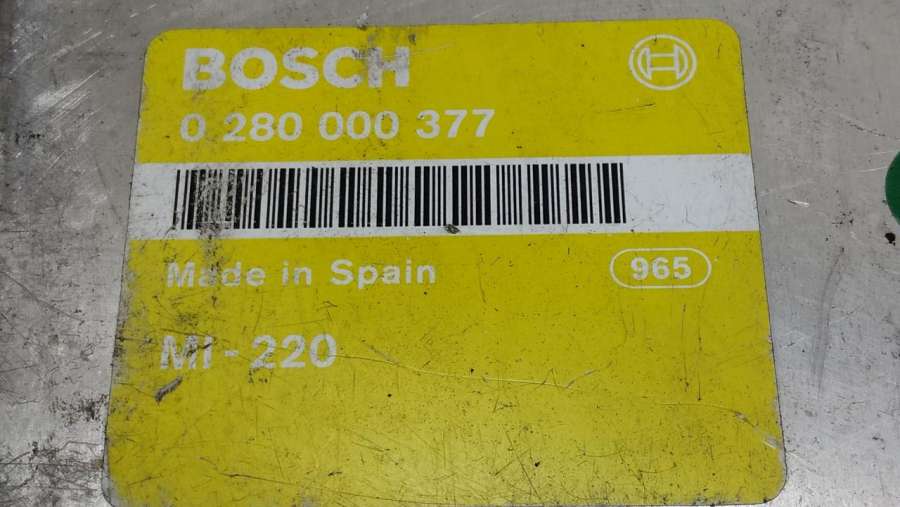 BOSCH
0 280 000 377
Made in Spain
965
MI - 220